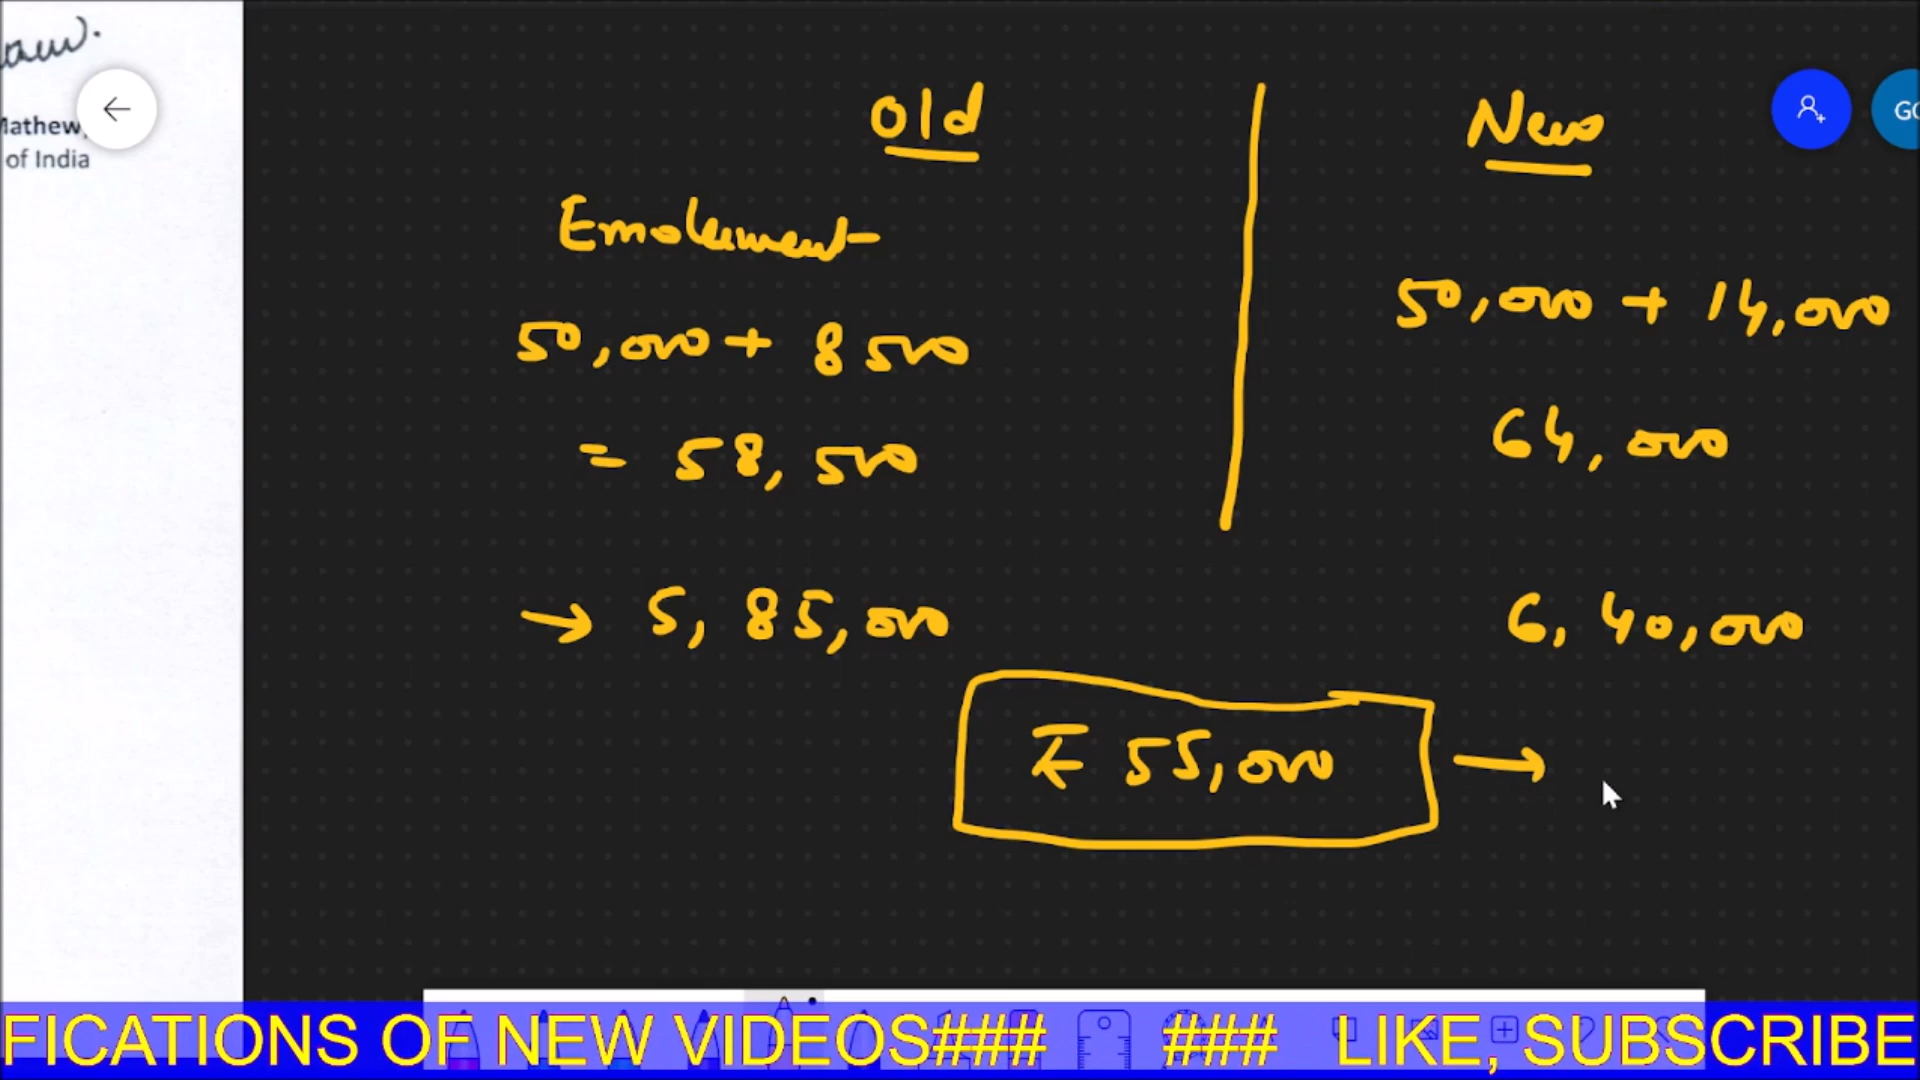 Mathew,
of India
Old
New
Emolument
50,000 + 8500
50,000 + 14,000
= 58,500
64,000
→ 5,85,000
6,40,000
₹ 55,000 →
FICATIONS OF NEW VIDEOS### ### LIKE, SUBSCRIBE